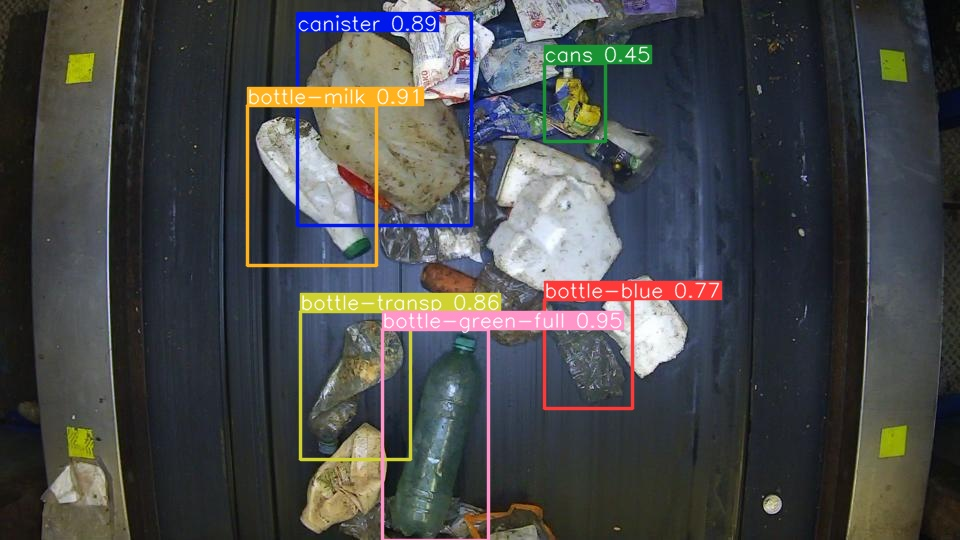 canister 0.89
cans 0.45
bottle-milk 0.91
bottle-blue 0.77
bottle-transp 0.86
bottle-green-full 0.95